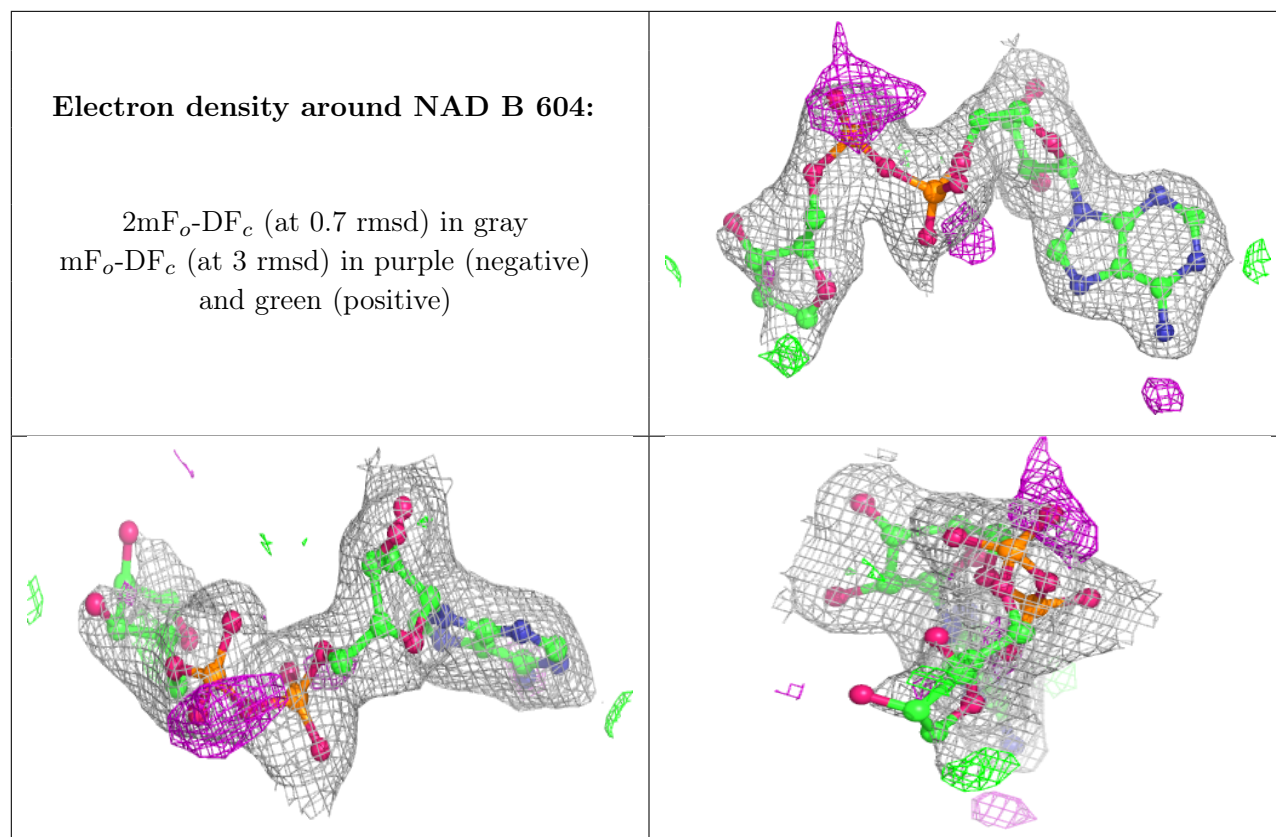 Electron density around NAD B 604:
2mFo-DFc (at 0.7 rmsd) in gray
mFo-DFc (at 3 rmsd) in purple (negative)
and green (positive)